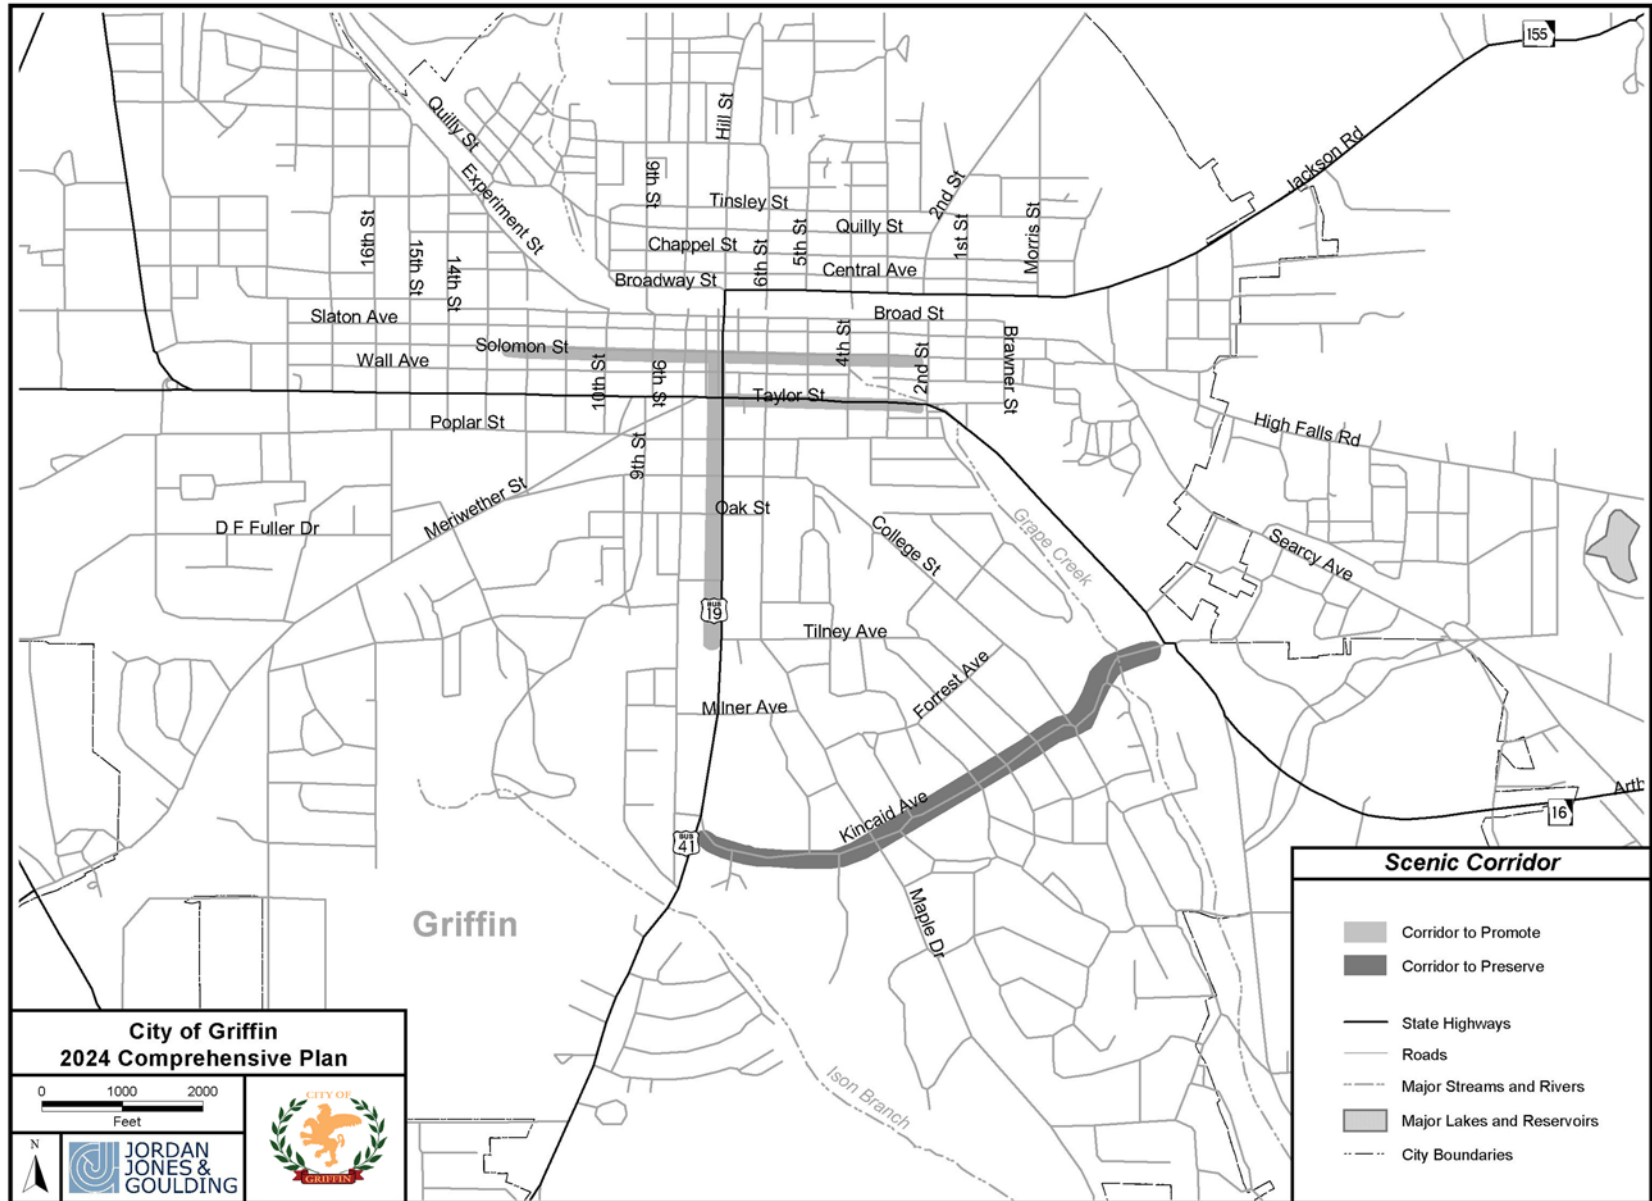 155
Quilly St
Hill St
Jackson Rd
Experiment St
9th St
Tinsley St
2nd St
16th St
15th St
14th St
Chappel St
6th St
5th St
Quilly St
1st St
Morris St
Broadway St
Central Ave
Slaton Ave
Broad St
Solomon St
Wall Ave
10th St
9th St
4th St
2nd St
Brawner St
Taylor St
Poplar St
9th St
High Falls Rd
Meriwether St
D F Fuller Dr
Oak St
College St
Grape Creek
Searcy Ave
BUS
19
Tilney Ave
Forrest Ave
Milner Ave
Kincaid Ave
BUS
41
Arth
16
Maple Dr
Griffin
Ison Branch
Scenic Corridor
Corridor to Promote
Corridor to Preserve
State Highways
Roads
Major Streams and Rivers
Major Lakes and Reservoirs
City Boundaries
City of Griffin
2024 Comprehensive Plan
0 1000 2000
Feet
N
JORDAN
JONES &
GOULDING
CITY OF
GRIFFIN